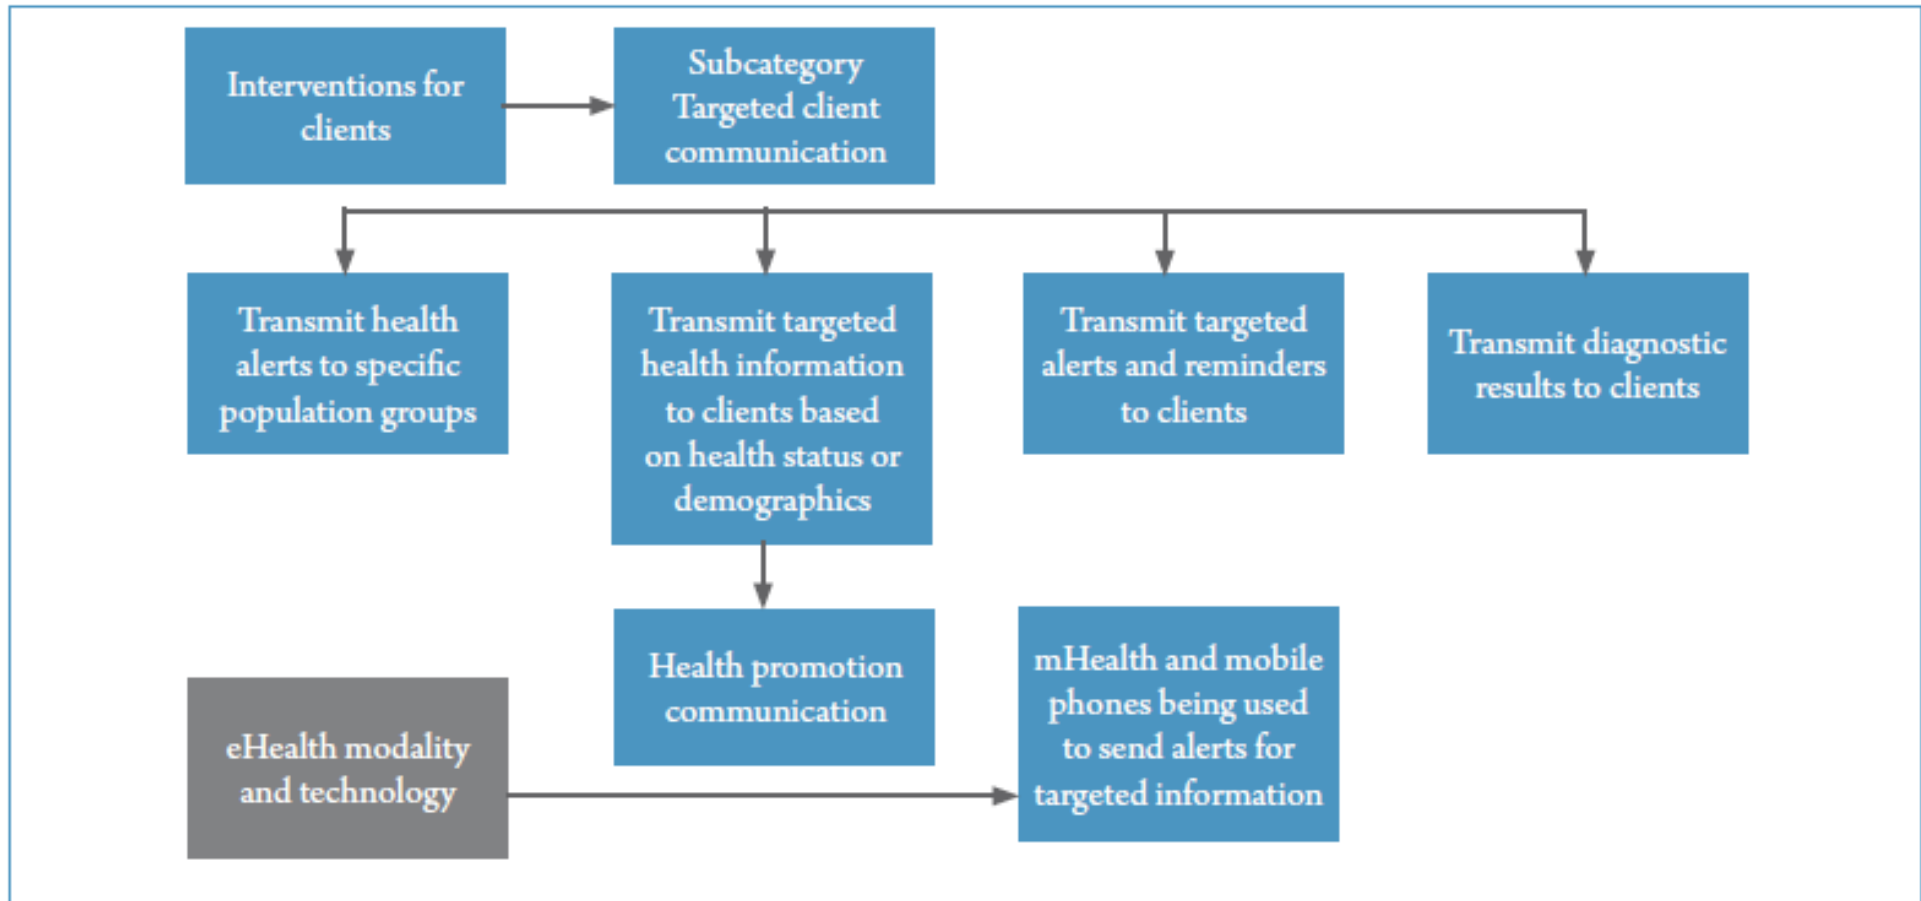 Interventions for
clients
Subcategory
Targeted client
communication
Transmit health
alerts to specific
population groups
Transmit targeted
health information
to clients based
on health status or
demographics
Transmit targeted
alerts and reminders
to clients
Transmit diagnostic
results to clients
Health promotion
communication
mHealth and mobile
phones being used
to send alerts for
targeted information
eHealth modality
and technology